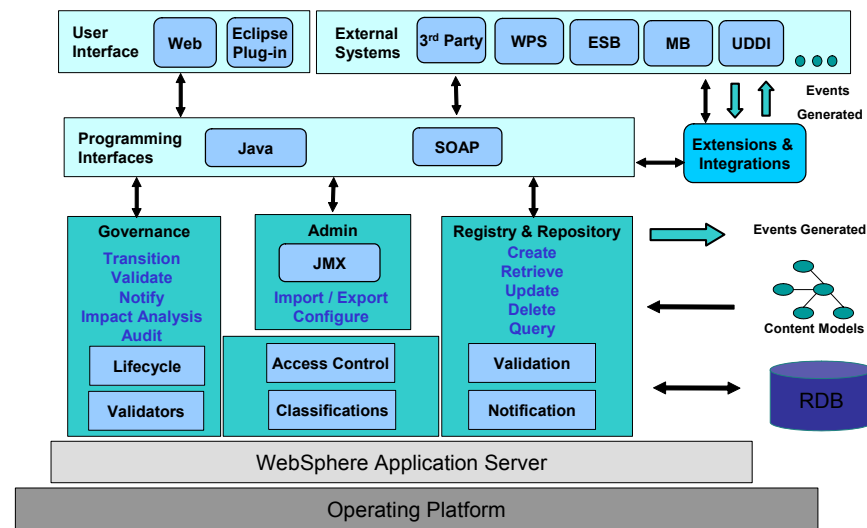 User
Interface
Web
Eclipse
Plug-in
External
Systems
3rd Party
WPS
ESB
MB
UDDI
Events
Generated
Programming
Interfaces
Java
SOAP
Extensions &
Integrations
Governance
Transition
Validate
Notify
Impact Analysis
Audit
Lifecycle
Validators
Admin
JMX
Import / Export
Configure
Access Control
Classifications
Registry & Repository
Create
Retrieve
Update
Delete
Query
Validation
Notification
Events Generated
Content Models
RDB
WebSphere Application Server
Operating Platform